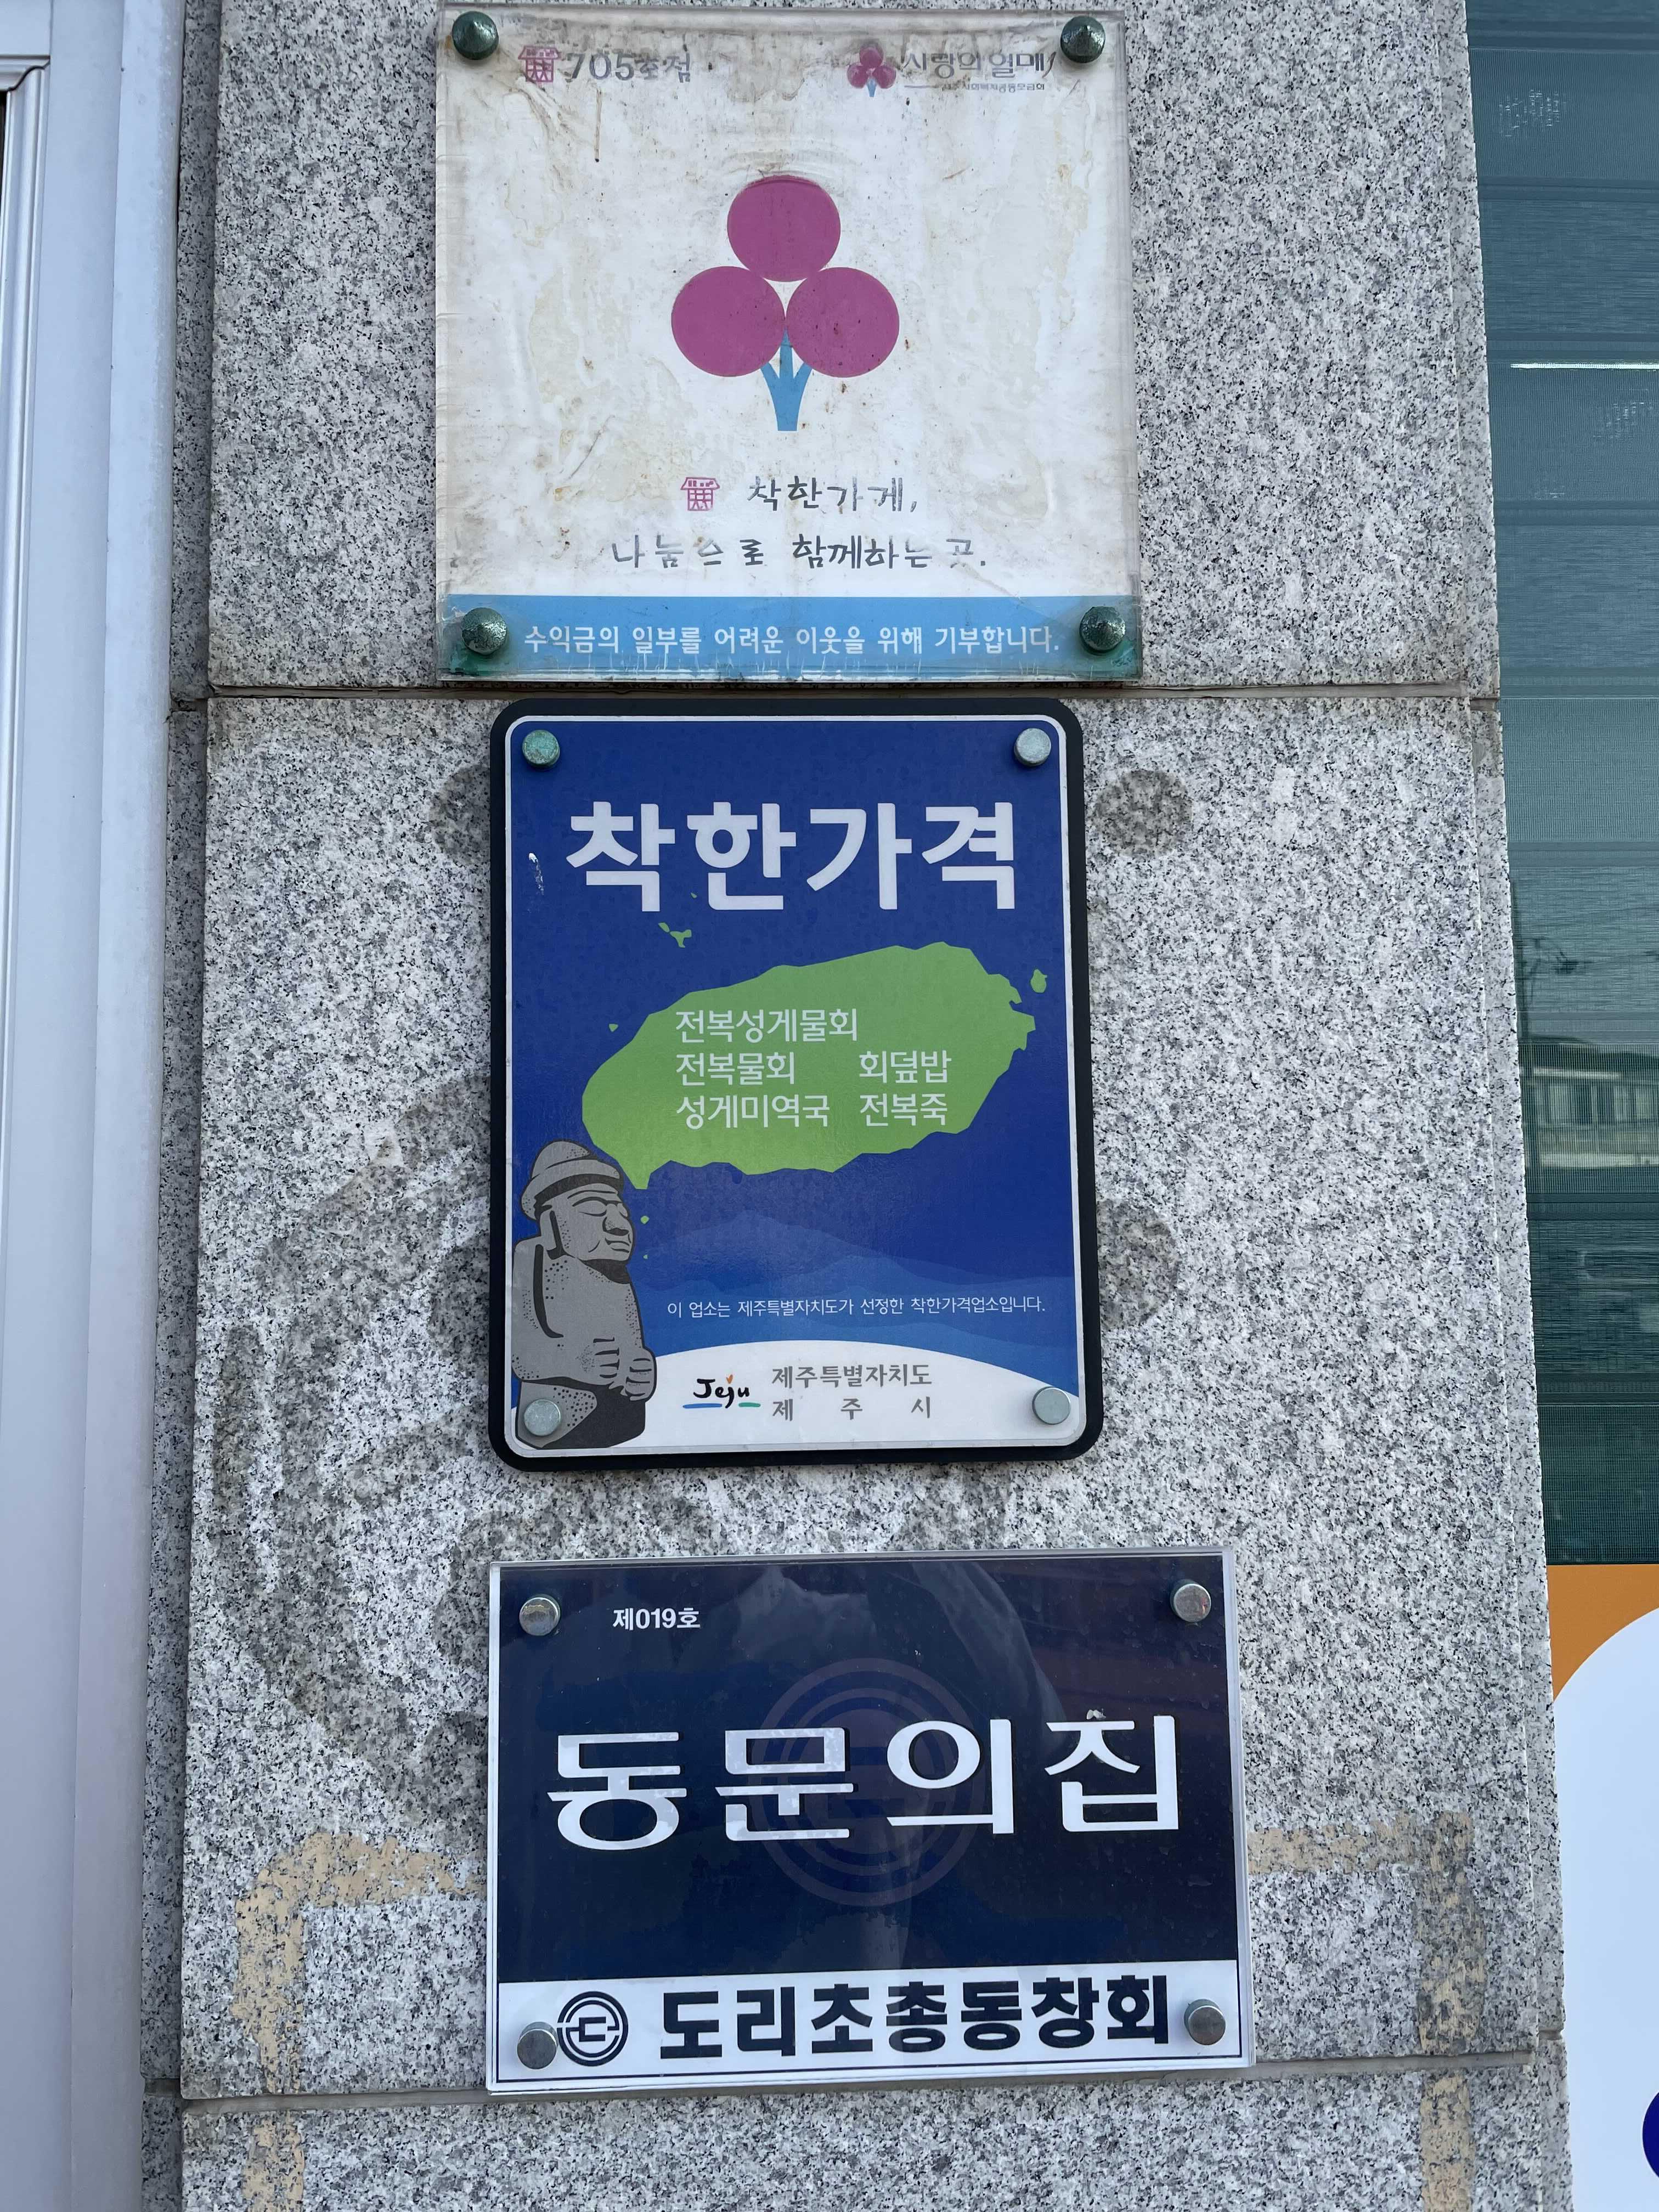 705호점
사랑의열매
착한가게,
나눔으로 함께하는 곳.
수익금의 일부를 어려운 이웃을 위해 기부합니다.
착한가격
전복성게물회
전복물회 회덮밥
성게미역국 전복죽
이 업소는 제주특별자치도가 선정한 착한가격업소입니다.
Jeju 제주특별자치도
제 주 시
제019호
동문의집
도리초총동창회